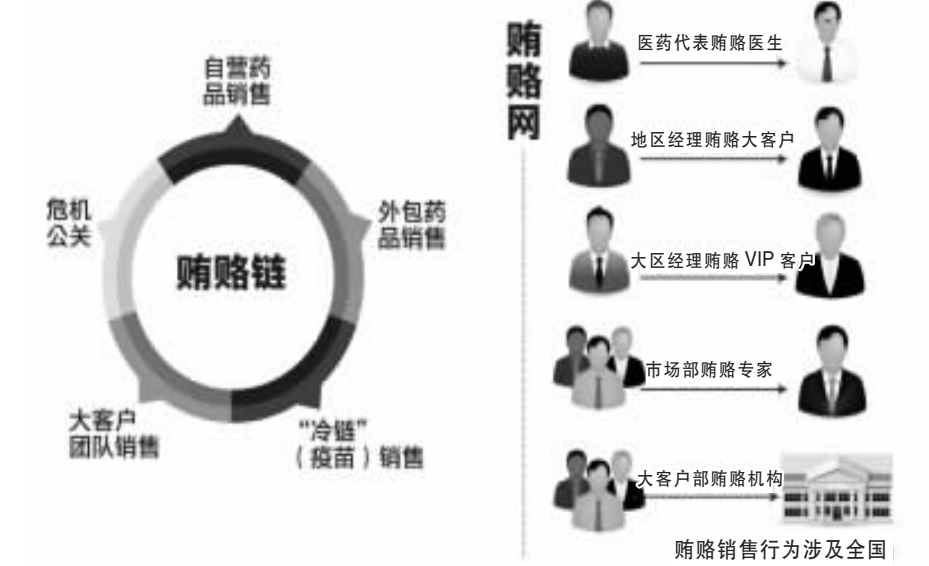 自营药
品销售
外包药
品销售
“冷链”
（疫苗）销售
大客户
团队销售
危机
公关
贿赂链
贿
赂
网
医药代表贿赂医生
地区经理贿赂大客户
大区经理贿赂 VIP 客户
市场部贿赂专家
大客户部贿赂机构
贿赂销售行为涉及全国